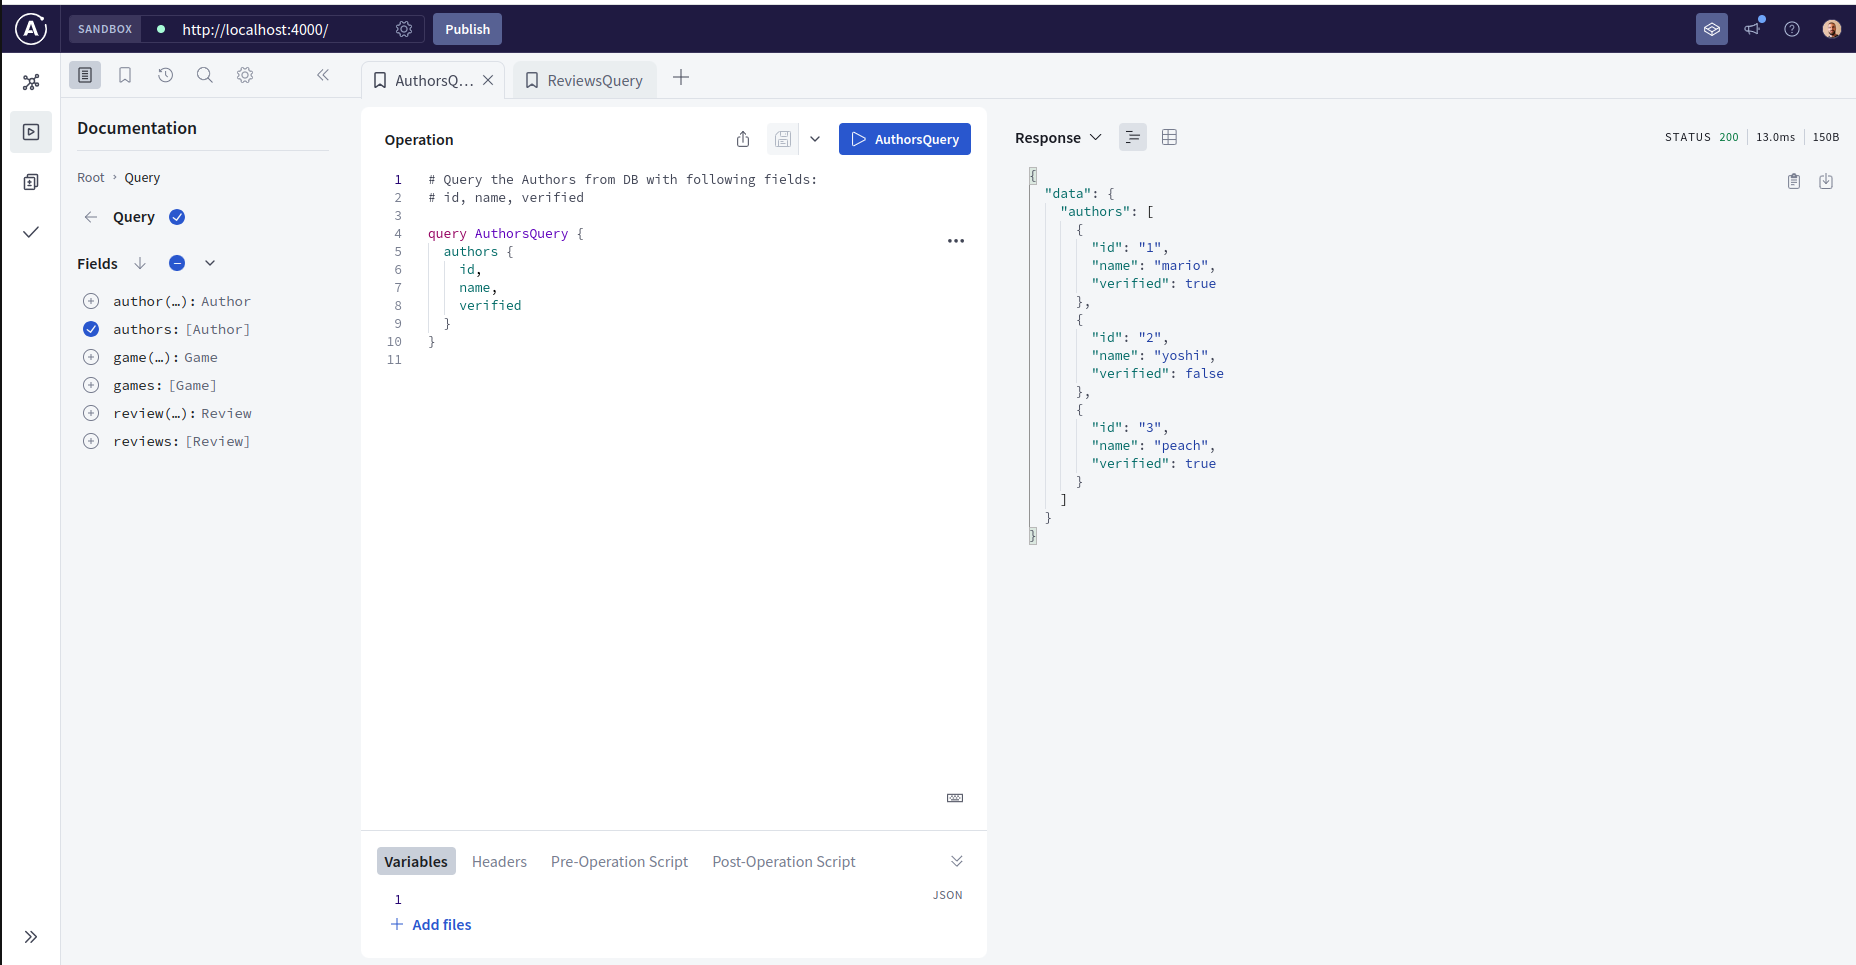 SANDBOX http://localhost:4000/ Publish
AuthorsQ... ReviewsQuery
Documentation
Root › Query
Query
Fields
author(…): Author
authors: [Author]
game(…): Game
games: [Game]
review(…): Review
reviews: [Review]
Operation AuthorsQuery
1 # Query the Authors from DB with following fields:
2 # id, name, verified
3
4 query AuthorsQuery {
5 authors {
6 id,
7 name,
8 verified
9 }
10 }
11
Variables Headers Pre-Operation Script Post-Operation Script
1 JSON
Add files
Response STATUS 200 13.0ms 150B
{
"data": {
"authors": [
{
"id": "1",
"name": "mario",
"verified": true
},
{
"id": "2",
"name": "yoshi",
"verified": false
},
{
"id": "3",
"name": "peach",
"verified": true
}
]
}
}